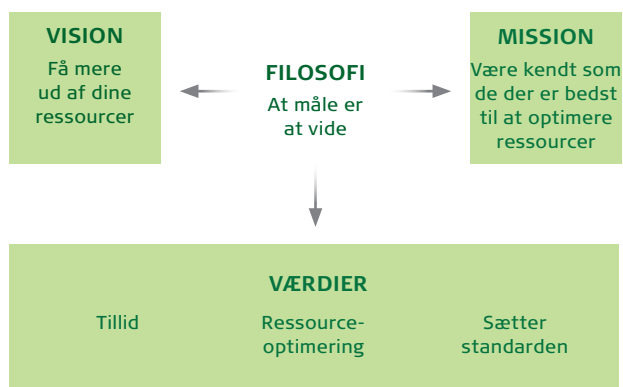 VISION
Få mere
ud af dine
ressourcer
FILOSOFI
At måle er
at vide
MISSION
Være kendt som
de der er bedst
til at optimere
ressourcer
VÆRDIER
Tillid
Ressource-
optimering
Sætter
standarden